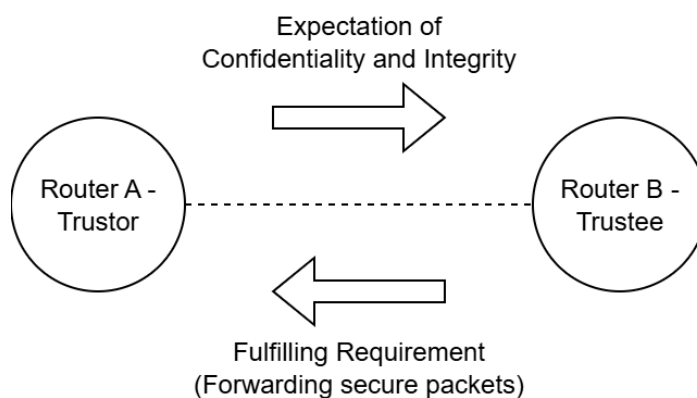 Expectation of
Confidentiality and Integrity
Router A -
Trustor
Router B -
Trustee
Fulfilling Requirement
(Forwarding secure packets)